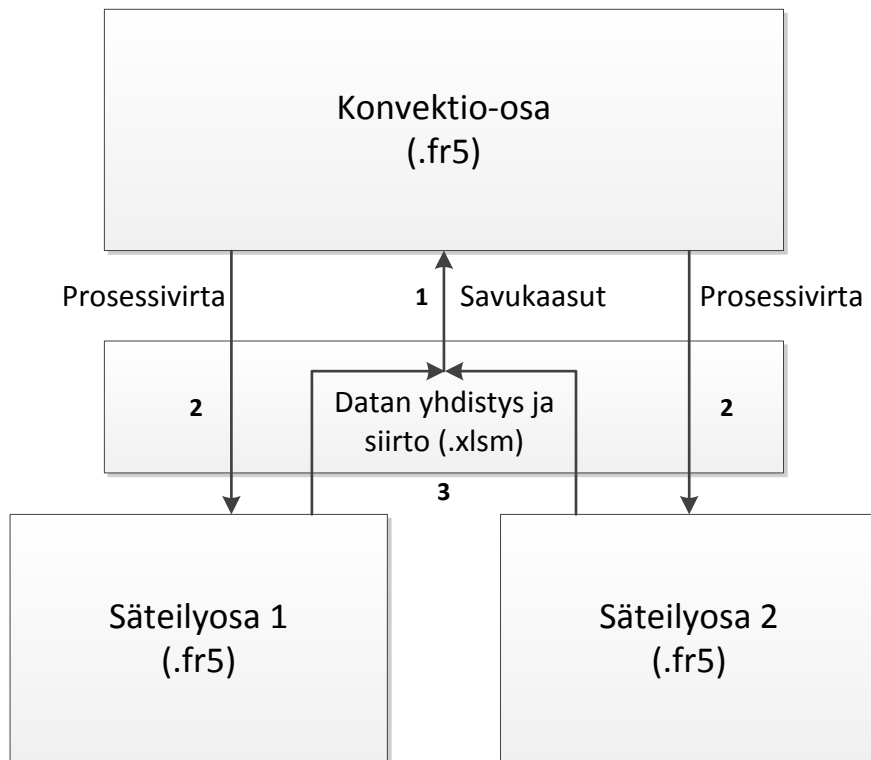 Konvektio-osa
(.fr5)
Prosessivirta
1
Savukaasut
Prosessivirta
2
Datan yhdistys ja
siirto (.xlsm)
2
3
Säteilyosa 1
(.fr5)
Säteilyosa 2
(.fr5)